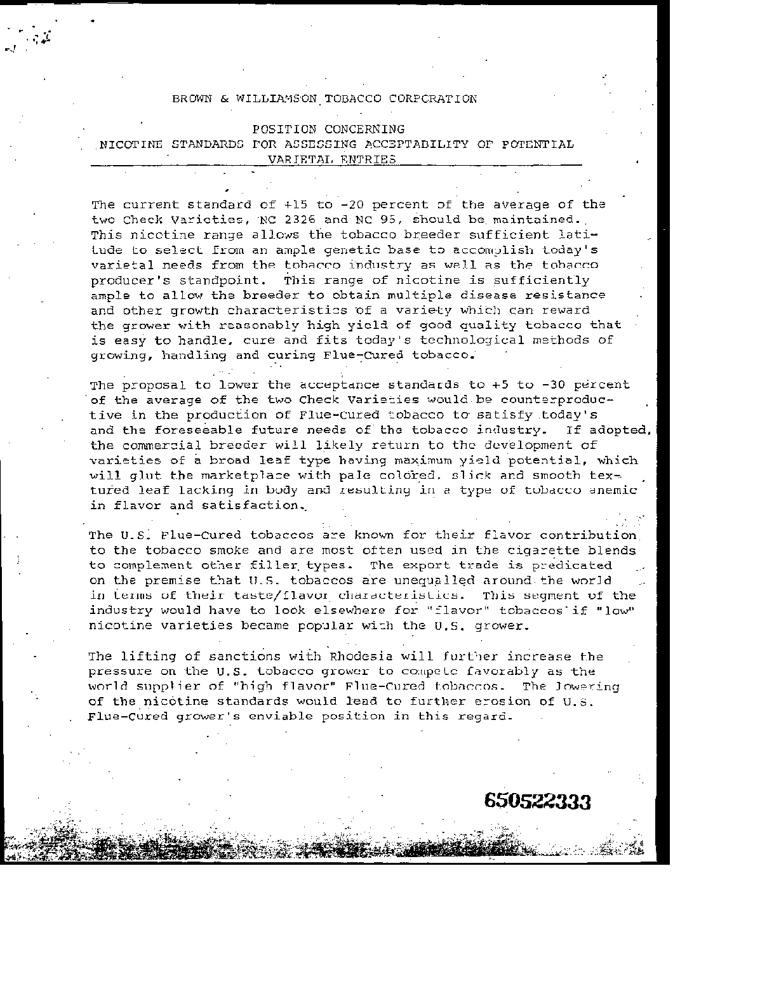 BROWN & WILLIAMSON TOBACCO CORPORATION
POSITION CONCERNING
NICOTINE STANDARDS FOR ASSESSING ACCEPTABILITY OF POTENTIAL
VARIETAL ENTRIES
The current standard of +15 to -20 percent of the average of the
two Check Varieties, NC 2326 and NC 95, should be maintained.
This nicotine range allows the tobacco breeder sufficient lati-
tude to select from an ample genetic base to accomplish today's
varietal needs from the tobacco industry as well as the tobacco
producer's standpoint. This range of nicotine is sufficiently
ample to allow the breeder to obtain multiple disease resistance
and other growth characteristics of a variety which can reward
the grower with reasonably high yield of good quality tobacco that
is easy to handle, cure and fits today's technological methods of
growing, handling and curing Flue-Cured tobacco.
The proposal to lower the acceptance standards to +5 to -30 percent
of the average of the two Check Varieties would be counterproduc-
tive in the production of Flue-Cured tobacco to satisfy today's
and the foreseeable future needs of the tobacco industry. If adopted,
the commercial breeder will likely return to the development of
varieties of a broad leaf type having maximum yield potential, which
will glut the marketplace with pale colored, slick and smooth tex-
tured leaf lacking in body and resulting in a type of tobacco anemic
in flavor and satisfaction.
The U.S. Flue-Cured tobaccos are known for their flavor contribution
to the tobacco smoke and are most often used in the cigarette blends
to complement other filler types. The export trade is predicated
on the premise that U.S. tobaccos are unequalled around the world
in terms of their taste/flavor characteristics. This segment of the
industry would have to look elsewhere for "flavor" tobaccos if "low"
nicotine varieties became popular with the U.S. grower.
The lifting of sanctions with Rhodesia will further increase the
pressure on the U.S. tobacco grower to compete favorably as the
world supplier of "high flavor" Flue-Cured tobaccos. The lowering
of the nicotine standards would lead to further erosion of U.S.
Flue-Cured grower's enviable position in this regard.
650522333